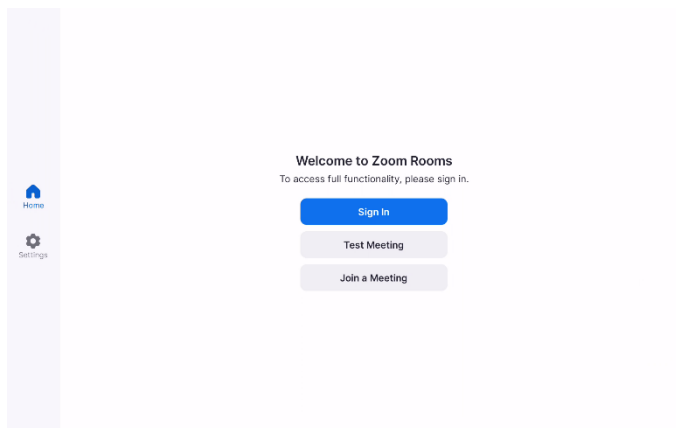 Home
Settings
Welcome to Zoom Rooms
To access full functionality, please sign in.
Sign In
Test Meeting
Join a Meeting